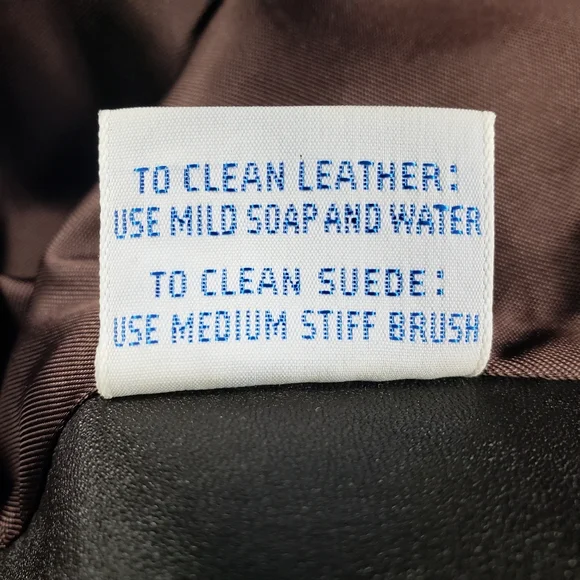 TO CLEAN LEATHER:
USE MILD SOAP AND WATER
TO CLEAN SUEDE:
USE MEDIUM STIFF BRUSH